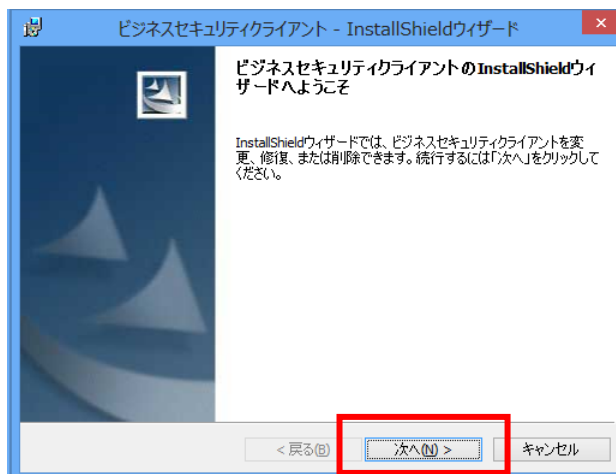 ビジネスセキュリティクライアント - InstallShieldウィザード
ビジネスセキュリティクライアントのInstallShieldウィ
ザードへようこそ
InstallShieldウィザードでは、ビジネスセキュリティクライアントを変
更、修復、または削除できます。続行するには「次へ」をクリックして
ください。
< 戻る(B)
次へ(N) >
キャンセル